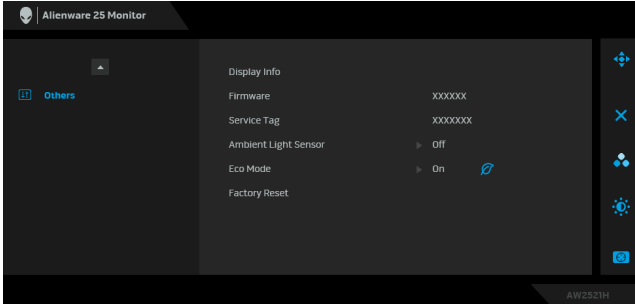 Alienware 25 Monitor
Others
Display Info
Firmware XXXXXX
Service Tag XXXXXXX
Ambient Light Sensor Off
Eco Mode On
Factory Reset
AW2521H